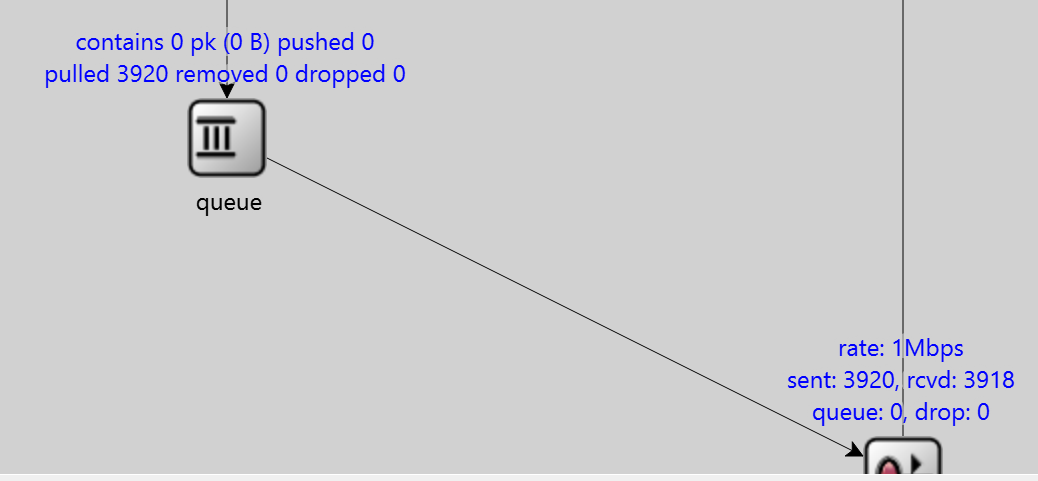 contains 0 pk (0 B) pushed 0
pulled 3920 removed 0 dropped 0
queue
rate: 1Mbps
sent: 3920, rcvd: 3918
queue: 0, drop: 0